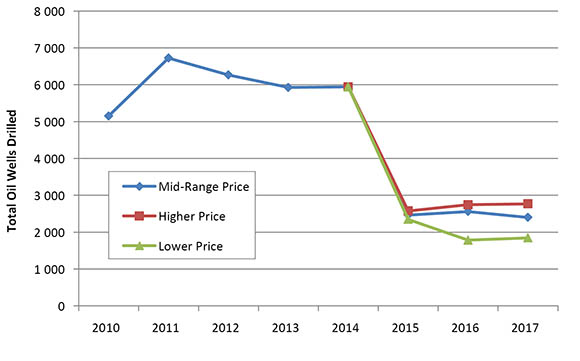 Total Oil Wells Drilled
8 000
7 000
6 000
5 000
4 000
3 000
2 000
1 000
0
Mid-Range Price
Higher Price
Lower Price
2010 2011 2012 2013 2014 2015 2016 2017